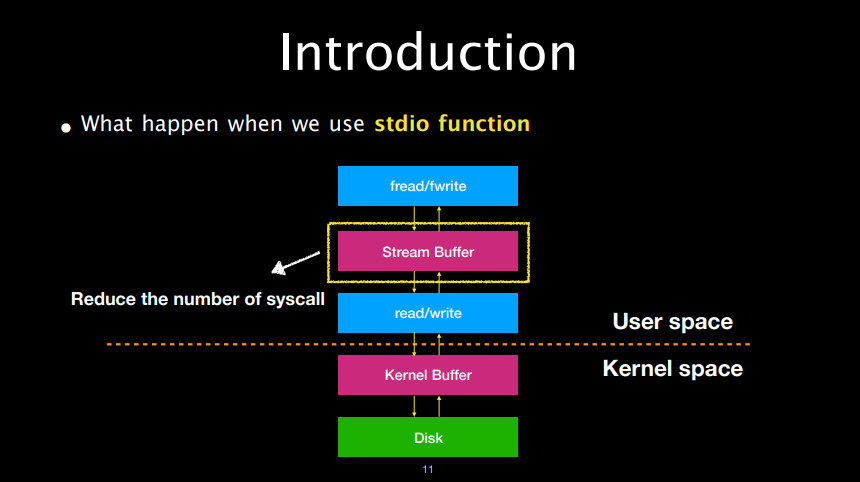 Introduction
What happen when we use stdio function
fread/fwrite
Stream Buffer
Reduce the number of syscall
read/write
User space
Kernel space
Kernel Buffer
Disk
11